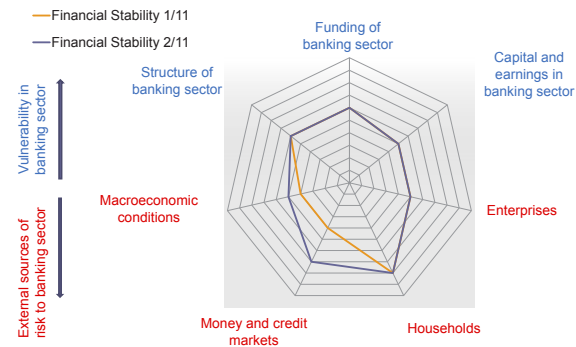 Financial Stability 1/11
Financial Stability 2/11
Funding of
banking sector
Structure of
banking sector
Capital and
earnings in
banking sector
Vulnerability in
banking sector
Macroeconomic
conditions
Enterprises
External sources of
risk to banking sector
Money and credit
markets
Households